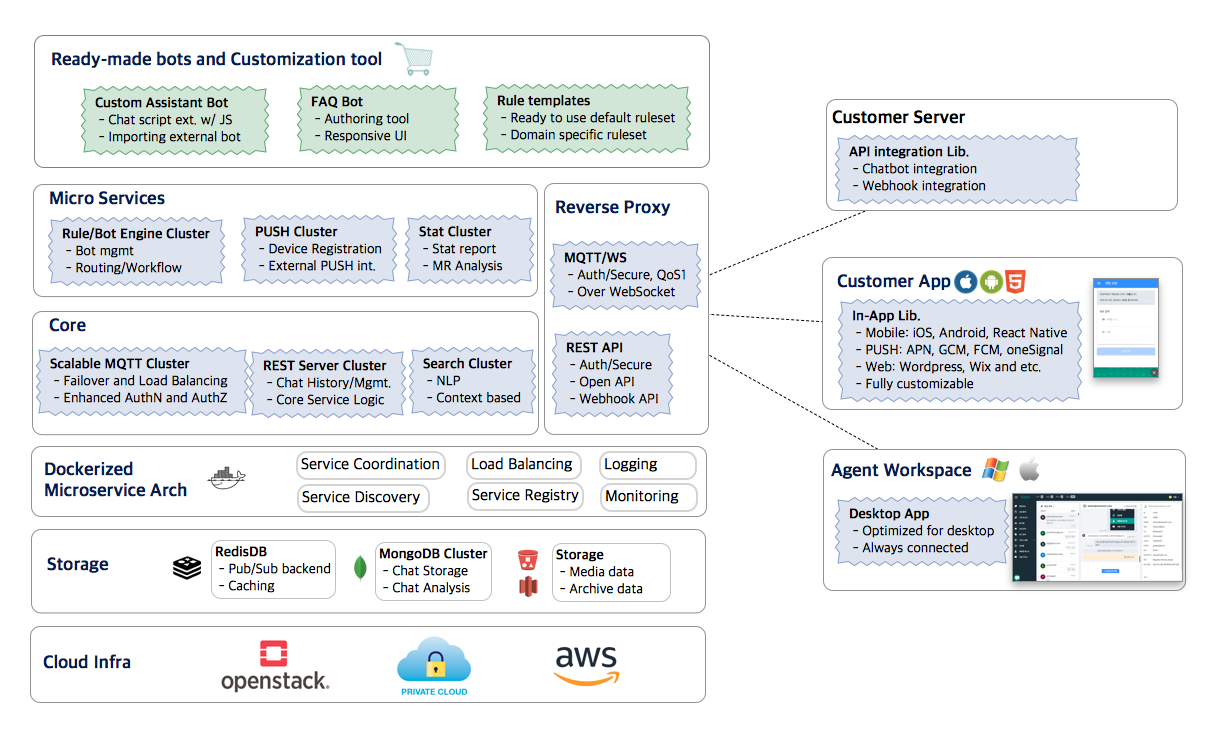 Ready-made bots and Customization tool
Custom Assistant Bot
- Chat script ext. w/ JS
- Importing external bot
FAQ Bot
- Authoring tool
- Responsive UI
Rule templates
- Ready to use default ruleset
- Domain specific ruleset
Micro Services
Rule/Bot Engine Cluster
- Bot mgmt
- Routing/Workflow
PUSH Cluster
- Device Registration
- External PUSH int.
Stat Cluster
- Stat report
- MR Analysis
Core
Scalable MQTT Cluster
- Failover and Load Balancing
- Enhanced AuthN and AuthZ
REST Server Cluster
- Chat History/Mgmt.
- Core Service Logic
Search Cluster
- NLP
- Context based
Reverse Proxy
MQTT/WS
- Auth/Secure, QoS1
- Over WebSocket
REST API
- Auth/Secure
- Open API
- Webhook API
Dockerized
Microservice Arch
Service Coordination
Load Balancing
Logging
Service Discovery
Service Registry
Monitoring
Storage
RedisDB
- Pub/Sub backend
- Caching
MongoDB Cluster
- Chat Storage
- Chat Analysis
Storage
- Media data
- Archive data
Cloud Infra
openstack.
PRIVATE CLOUD
aws
Customer Server
API integration Lib.
- Chatbot integration
- Webhook integration
Customer App
In-App Lib.
- Mobile: iOS, Android, React Native
- PUSH: APN, GCM, FCM, oneSignal
- Web: Wordpress, Wix and etc.
- Fully customizable
Agent Workspace
Desktop App
- Optimized for desktop
- Always connected